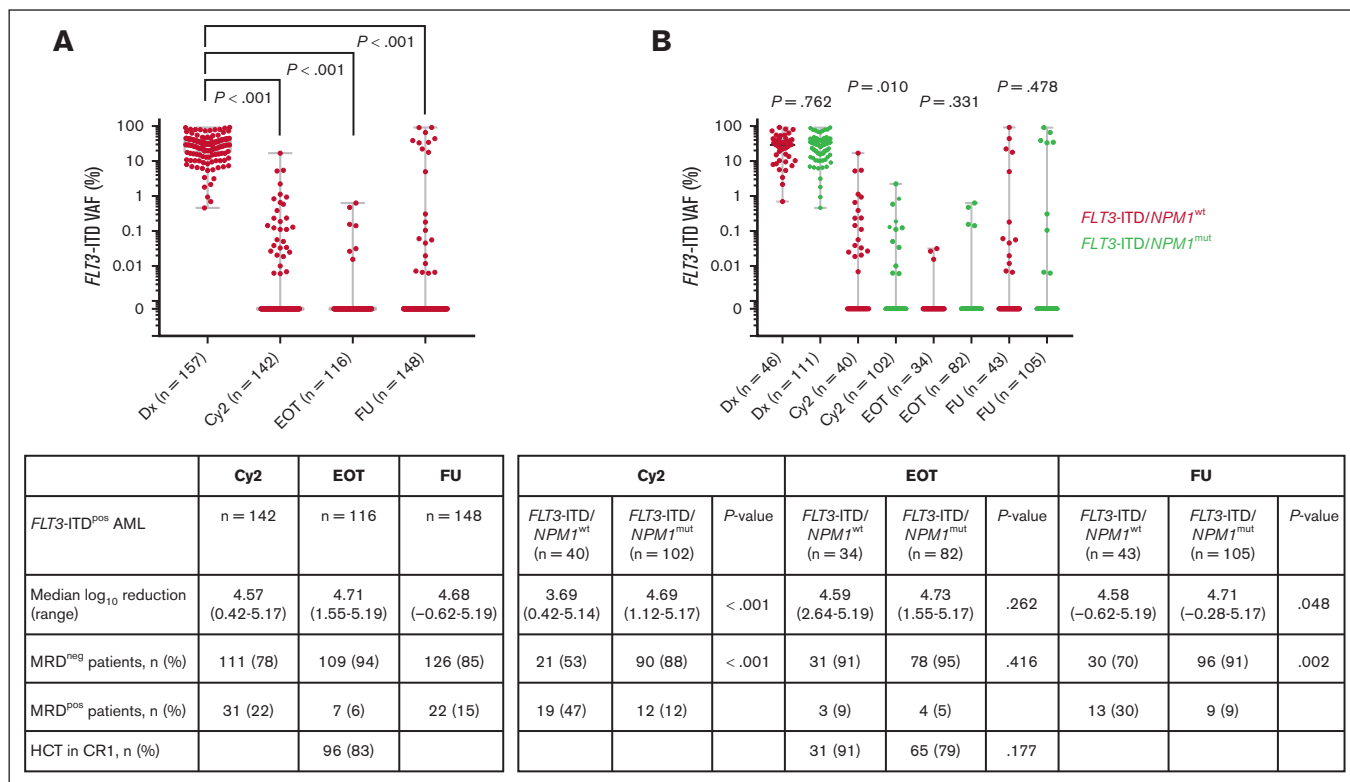 A
P < .001
P < .001
P < .001
FLT3-ITD VAF (%)
100
10
1
0.1
0.01
0
Dx (n = 157)
Cy2 (n = 142)
EOT (n = 116)
FU (n = 148)
B
P = .762
P = .010
P = .331
P = .478
FLT3-ITD VAF (%)
100
10
1
0.1
0.01
0
Dx (n = 46)
Dx (n = 111)
Cy2 (n = 40)
Cy2 (n = 102)
EOT (n = 34)
EOT (n = 82)
FU (n = 43)
FU (n = 105)
FLT3-ITD/NPM1wt
FLT3-ITD/NPM1mut
Cy2 EOT FU
FLT3-ITDpos AML n = 142 n = 116 n = 148
Median log10 reduction
(range)
4.57 4.71 4.68
(0.42-5.17) (1.55-5.19) (−0.62-5.19)
MRDneg patients, n (%) 111 (78) 109 (94) 126 (85)
MRDpos patients, n (%) 31 (22) 7 (6) 22 (15)
HCT in CR1, n (%) 96 (83)
Cy2 EOT FU
FLT3-ITD/ FLT3-ITD/ P-value FLT3-ITD/ FLT3-ITD/ P-value FLT3-ITD/ FLT3-ITD/ P-value
NPM1wt NPM1mut NPM1wt NPM1mut NPM1wt NPM1mut
(n = 40) (n = 102) (n = 34) (n = 82) (n = 43) (n = 105)
3.69 4.69 < .001 4.59 4.73 .262 4.58 4.71 .048
(0.42-5.14) (1.12-5.17) (2.64-5.19) (1.55-5.17) (−0.62-5.19) (−0.28-5.17)
21 (53) 90 (88) < .001 31 (91) 78 (95) .416 30 (70) 96 (91) .002
19 (47) 12 (12) 3 (9) 4 (5) 13 (30) 9 (9)
31 (91) 65 (79) .177